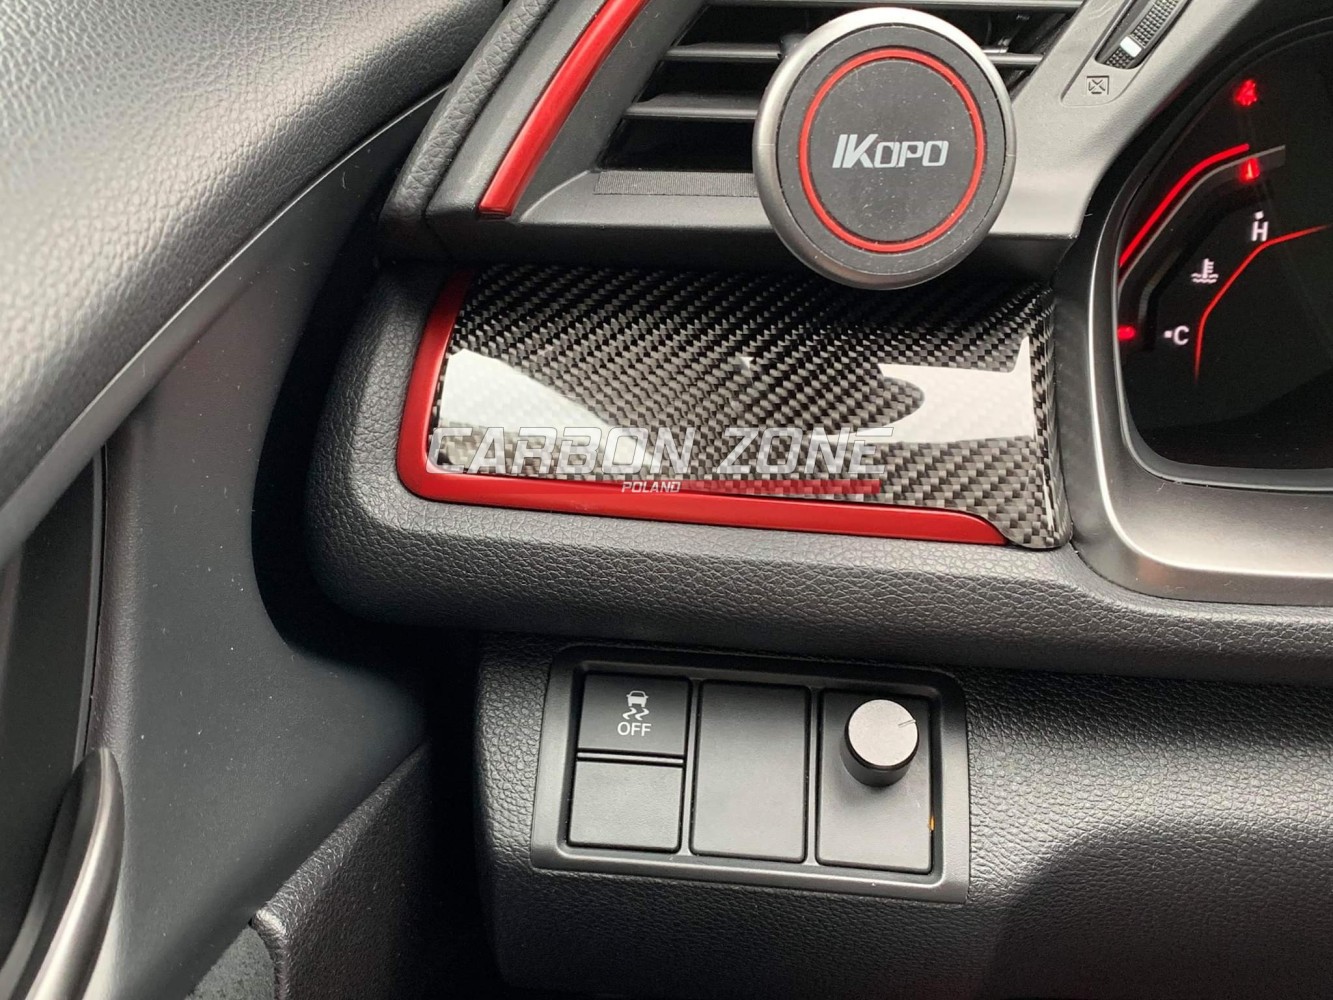 IKOPO
H
C
CARBON ZONE
POLAND
OFF